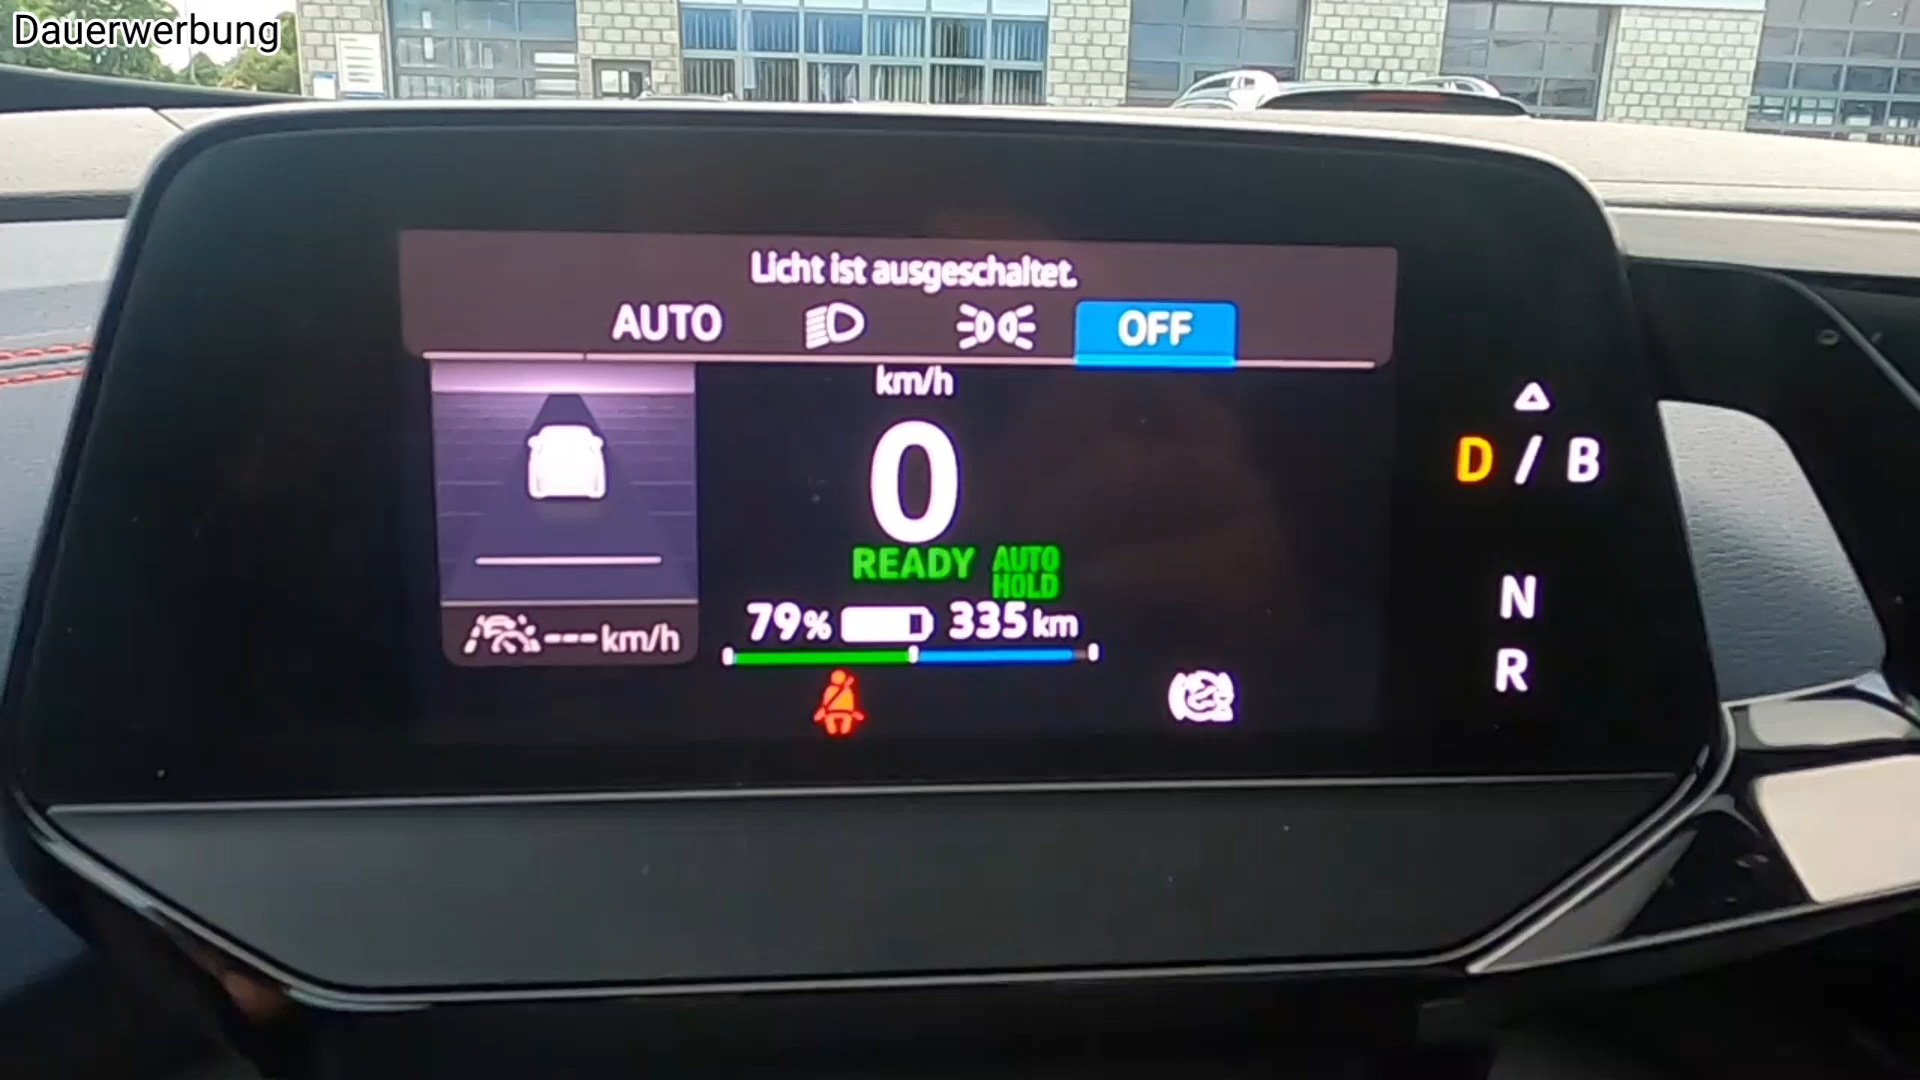 Dauerwerbung
Licht ist ausgeschaltet.
AUTO OFF
km/h
0
D / B
READY AUTO HOLD
79% 335 km
---km/h
N
R